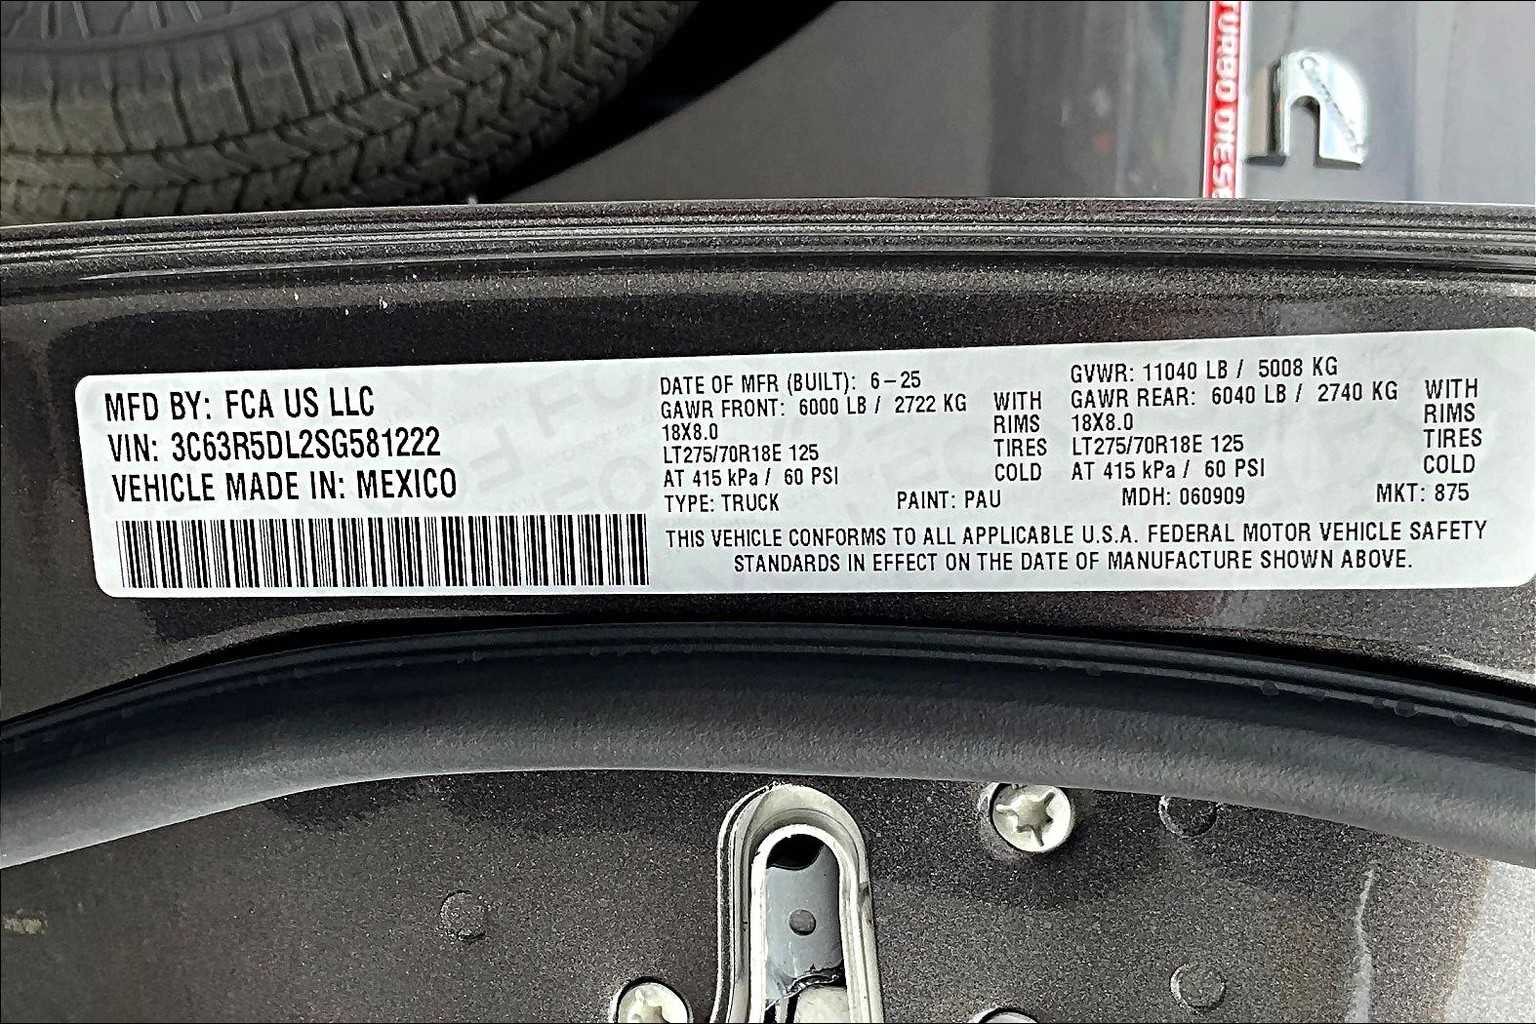 TURBO DIESE
MFD BY: FCA US LLC
VIN: 3C63R5DL2SG581222
VEHICLE MADE IN: MEXICO
DATE OF MFR (BUILT): 6-25
GAWR FRONT: 6000 LB / 2722 KG WITH
18X8.0 RIMS
LT275/70R18E 125 TIRES
AT 415 kPa / 60 PSI COLD
GVWR: 11040 LB / 5008 KG
GAWR REAR: 6040 LB / 2740 KG WITH
18X8.0 RIMS
LT275/70R18E 125 TIRES
AT 415 kPa / 60 PSI COLD
TYPE: TRUCK PAINT: PAU MDH: 060909 MKT: 875
THIS VEHICLE CONFORMS TO ALL APPLICABLE U.S.A. FEDERAL MOTOR VEHICLE SAFETY
STANDARDS IN EFFECT ON THE DATE OF MANUFACTURE SHOWN ABOVE.